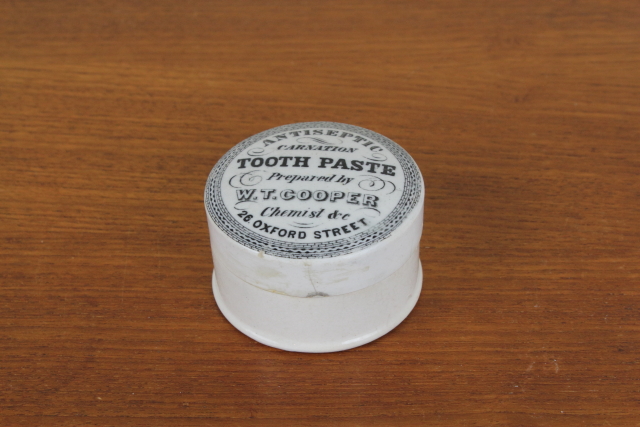 ANTISEPTIC
CARNATION
TOOTH PASTE
Prepared by
W.T. COOPER
Chemist &c
26 OXFORD STREET